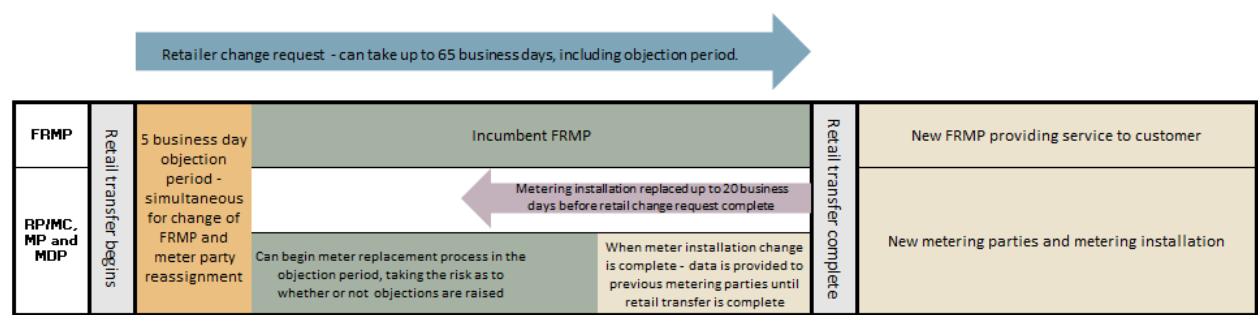 Retailer change request - can take up to 65 business days, including objection period.
FRMP
Retail transfer begins
5 business day
objection
period -
simultaneous
for change of
FRMP and
meter party
reassignment
Incumbent FRMP
Retail transfer complete
New FRMP providing service to customer
RP/MC,
MP and
MDP
Metering installation replaced up to 20 business
days before retail change request complete
Can begin meter replacement process in the
objection period, taking the risk as to
whether or not objections are raised
When meter installation change
is complete - data is provided to
previous metering parties until
retail transfer is complete
New metering parties and metering installation